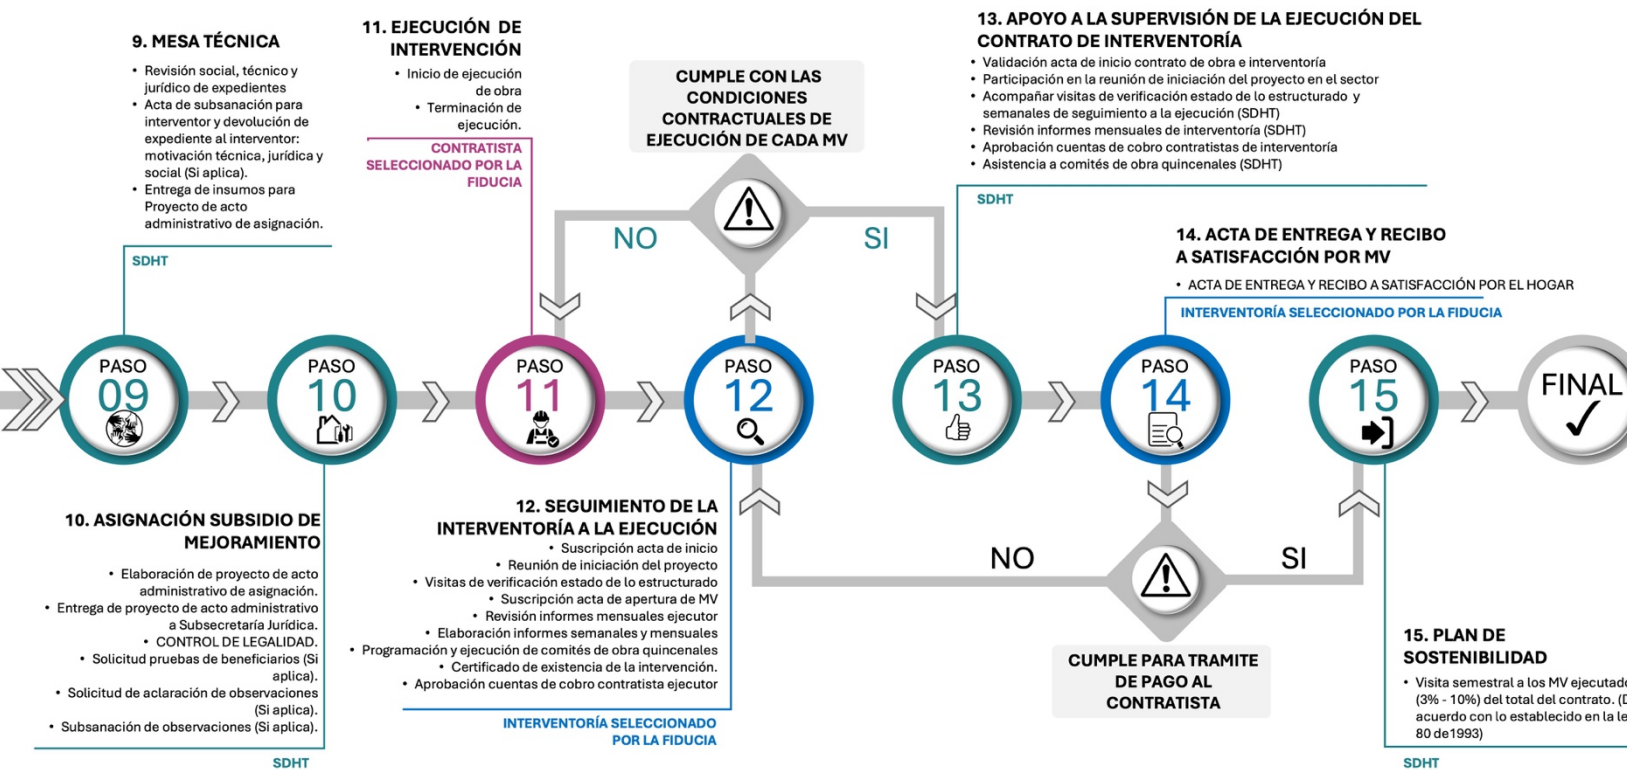 9. MESA TÉCNICA
• Revisión social, técnico y
jurídico de expedientes
• Acta de subsanación para
interventor y devolución de
expediente al interventor:
motivación técnica, jurídica y
social (Si aplica).
• Entrega de insumos para
Proyecto de acto
administrativo de asignación.
SDHT
11. EJECUCIÓN DE
INTERVENCIÓN
• Inicio de ejecución
de obra
• Terminación de
ejecución.
CONTRATISTA
SELECCIONADO POR LA
FIDUCIA
CUMPLE CON LAS
CONDICIONES
CONTRACTUALES DE
EJECUCIÓN DE CADA MV
NO
SI
13. APOYO A LA SUPERVISIÓN DE LA EJECUCIÓN DEL
CONTRATO DE INTERVENTORÍA
• Validación acta de inicio contrato de obra e interventoría
• Participación en la reunión de iniciación del proyecto en el sector
• Acompañar visitas de verificación estado de lo estructurado y
semanales de seguimiento a la ejecución (SDHT)
• Revisión informes mensuales de interventoría (SDHT)
• Aprobación cuentas de cobro contratistas de interventoría
• Asistencia a comités de obra quincenales (SDHT)
SDHT
14. ACTA DE ENTREGA Y RECIBO
A SATISFACCIÓN POR MV
• ACTA DE ENTREGA Y RECIBO A SATISFACCIÓN POR EL HOGAR
INTERVENTORÍA SELECCIONADO POR LA FIDUCIA
PASO
09
PASO
10
PASO
11
PASO
12
PASO
13
PASO
14
PASO
15
FINAL
10. ASIGNACIÓN SUBSIDIO DE
MEJORAMIENTO
• Elaboración de proyecto de acto
administrativo de asignación.
• Entrega de proyecto de acto administrativo
a Subsecretaría Jurídica.
• CONTROL DE LEGALIDAD.
• Solicitud pruebas de beneficiarios (Si
aplica).
• Solicitud de aclaración de observaciones
(Si aplica).
• Subsanación de observaciones (Si aplica).
SDHT
12. SEGUIMIENTO DE LA
INTERVENTORÍA A LA EJECUCIÓN
• Suscripción acta de inicio
• Reunión de iniciación del proyecto
• Visitas de verificación estado de lo estructurado
• Suscripción acta de apertura de MV
• Revisión informes mensuales ejecutor
• Elaboración informes semanales y mensuales
• Programación y ejecución de comités de obra quincenales
• Certificado de existencia de la intervención.
• Aprobación cuentas de cobro contratista ejecutor
INTERVENTORÍA SELECCIONADO
POR LA FIDUCIA
NO
SI
CUMPLE PARA TRAMITE
DE PAGO AL
CONTRATISTA
15. PLAN DE
SOSTENIBILIDAD
• Visita semestral a los MV ejecutado
(3% - 10%) del total del contrato. (D
acuerdo con lo establecido en la le
80 de1993)
SDHT